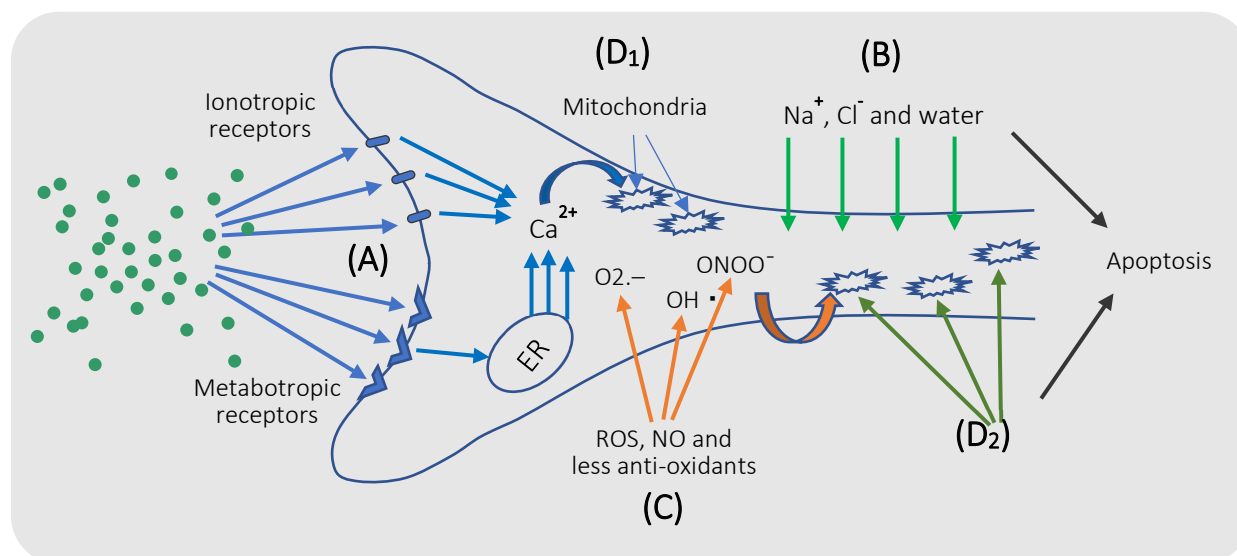 (D₁)
(B)
Ionotropic
receptors
Mitochondria
Na⁺, Cl⁻ and water
Ca²⁺
(A)
Apoptosis
O2.–
ONOO⁻
OH ·
ER
Metabotropic
receptors
ROS, NO and
less anti-oxidants
(D₂)
(C)